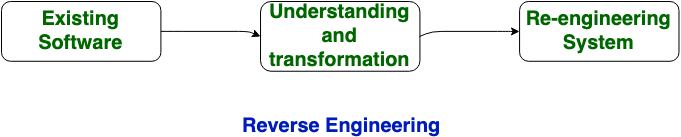 Existing
Software
Understanding
and
transformation
Re-engineering
System
Reverse Engineering